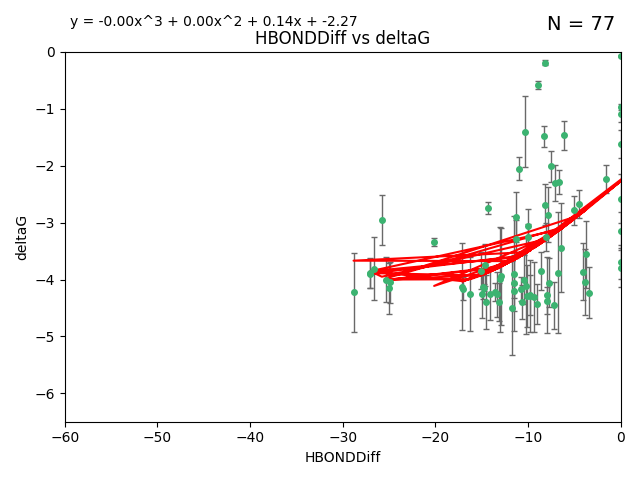 y = -0.00x^3 + 0.00x^2 + 0.14x + -2.27
N = 77
HBONDDiff vs deltaG
0
−1
−2
−3
−4
−5
−6
deltaG
−60 −50 −40 −30 −20 −10 0
HBONDDiff